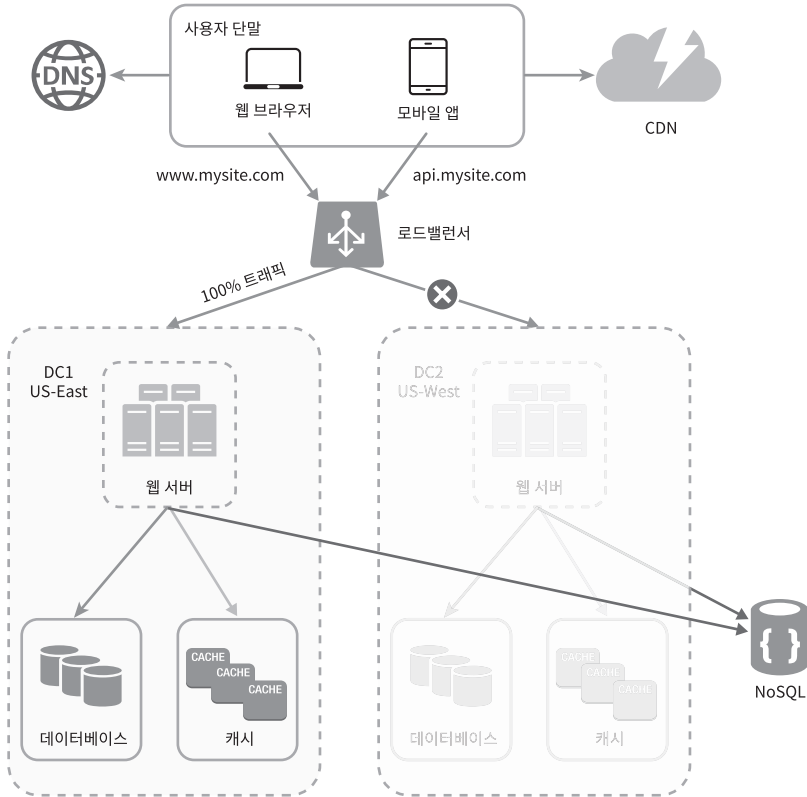 사용자 단말
DNS
웹 브라우저
모바일 앱
CDN
www.mysite.com
api.mysite.com
로드밸런서
100% 트래픽
DC1
US-East
웹 서버
DC2
US-West
웹 서버
CACHE
CACHE
CACHE
데이터베이스
캐시
CACHE
CACHE
CACHE
데이터베이스
캐시
{ }
NoSQL